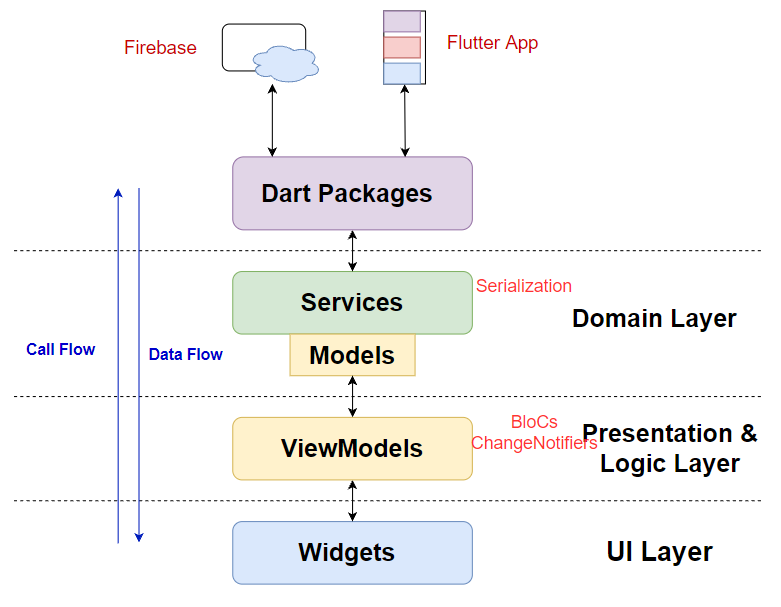 Firebase
Flutter App
Dart Packages
Services
Serialization
Domain Layer
Models
Call Flow
Data Flow
ViewModels
BloCs
ChangeNotifiers
Presentation &
Logic Layer
Widgets
UI Layer